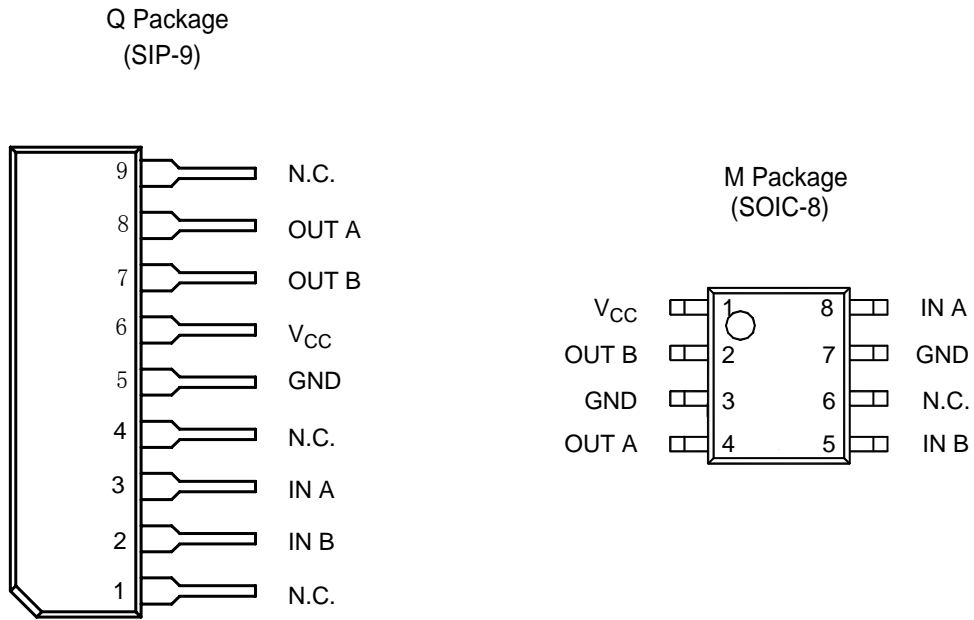 Q Package
(SIP-9)
9 N.C.
8 OUT A
7 OUT B
6 VCC
5 GND
4 N.C.
3 IN A
2 IN B
1 N.C.
M Package
(SOIC-8)
VCC 1 8 IN A
OUT B 2 7 GND
GND 3 6 N.C.
OUT A 4 5 IN B